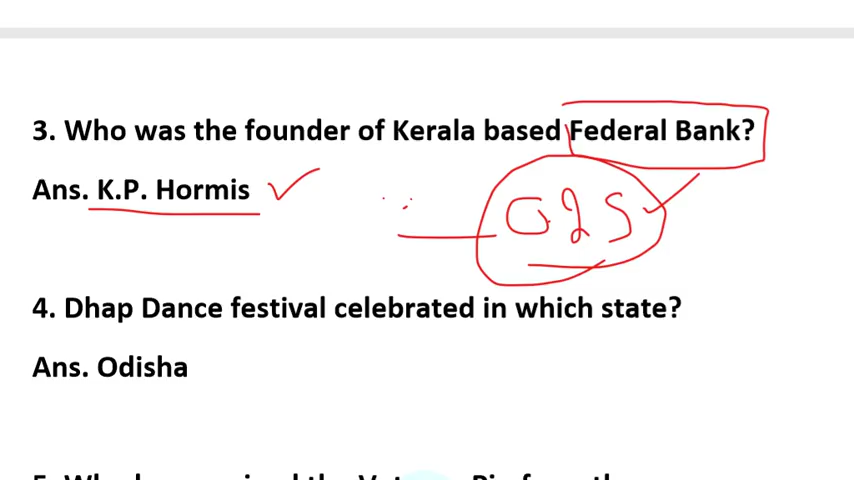 3. Who was the founder of Kerala based Federal Bank?
Ans. K.P. Hormis
4. Dhap Dance festival celebrated in which state?
Ans. Odisha